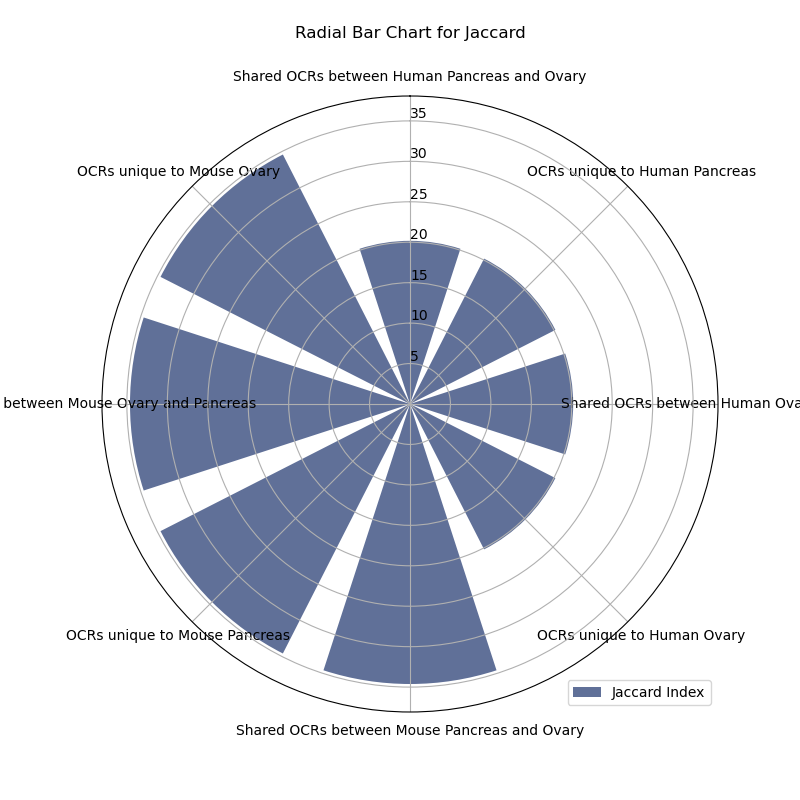 Radial Bar Chart for Jaccard
Shared OCRs between Human Pancreas and Ovary
35
OCRs unique to Mouse Ovary
OCRs unique to Human Pancreas
30
25
20
15
10
5
between Mouse Ovary and Pancreas
Shared OCRs between Human Ova
OCRs unique to Mouse Pancreas
OCRs unique to Human Ovary
Jaccard Index
Shared OCRs between Mouse Pancreas and Ovary